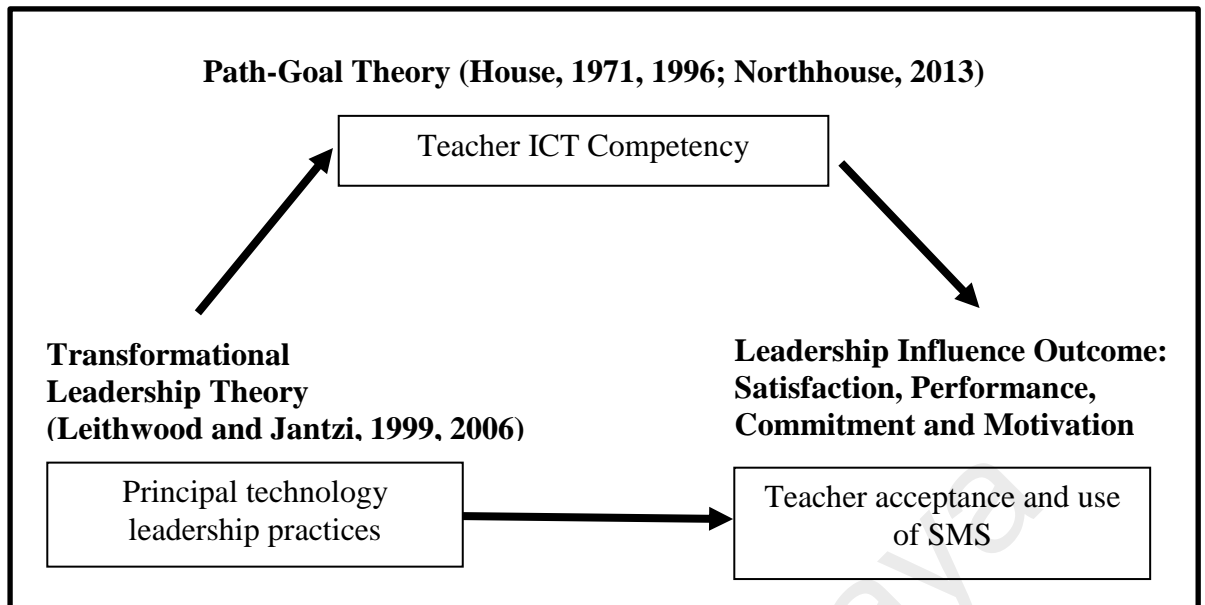 Path-Goal Theory (House, 1971, 1996; Northhouse, 2013)
Teacher ICT Competency
Transformational
Leadership Theory
(Leithwood and Jantzi, 1999, 2006)
Leadership Influence Outcome:
Satisfaction, Performance,
Commitment and Motivation
Principal technology
leadership practices
Teacher acceptance and use
of SMS
aya